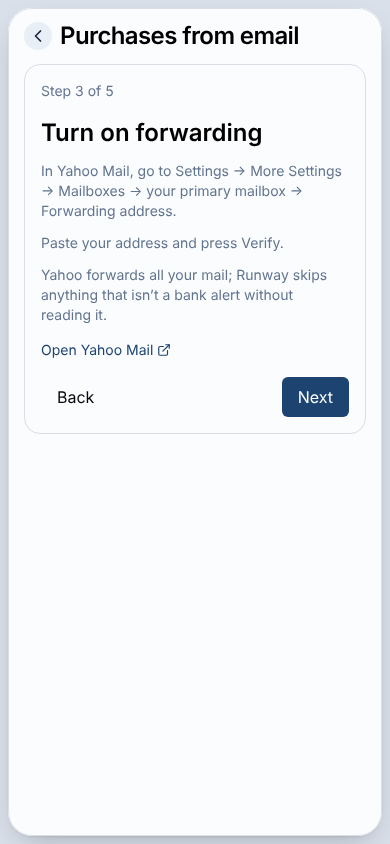 Purchases from email
Step 3 of 5
Turn on forwarding
In Yahoo Mail, go to Settings → More Settings
→ Mailboxes → your primary mailbox →
Forwarding address.
Paste your address and press Verify.
Yahoo forwards all your mail; Runway skips
anything that isn’t a bank alert without
reading it.
Open Yahoo Mail
Back
Next